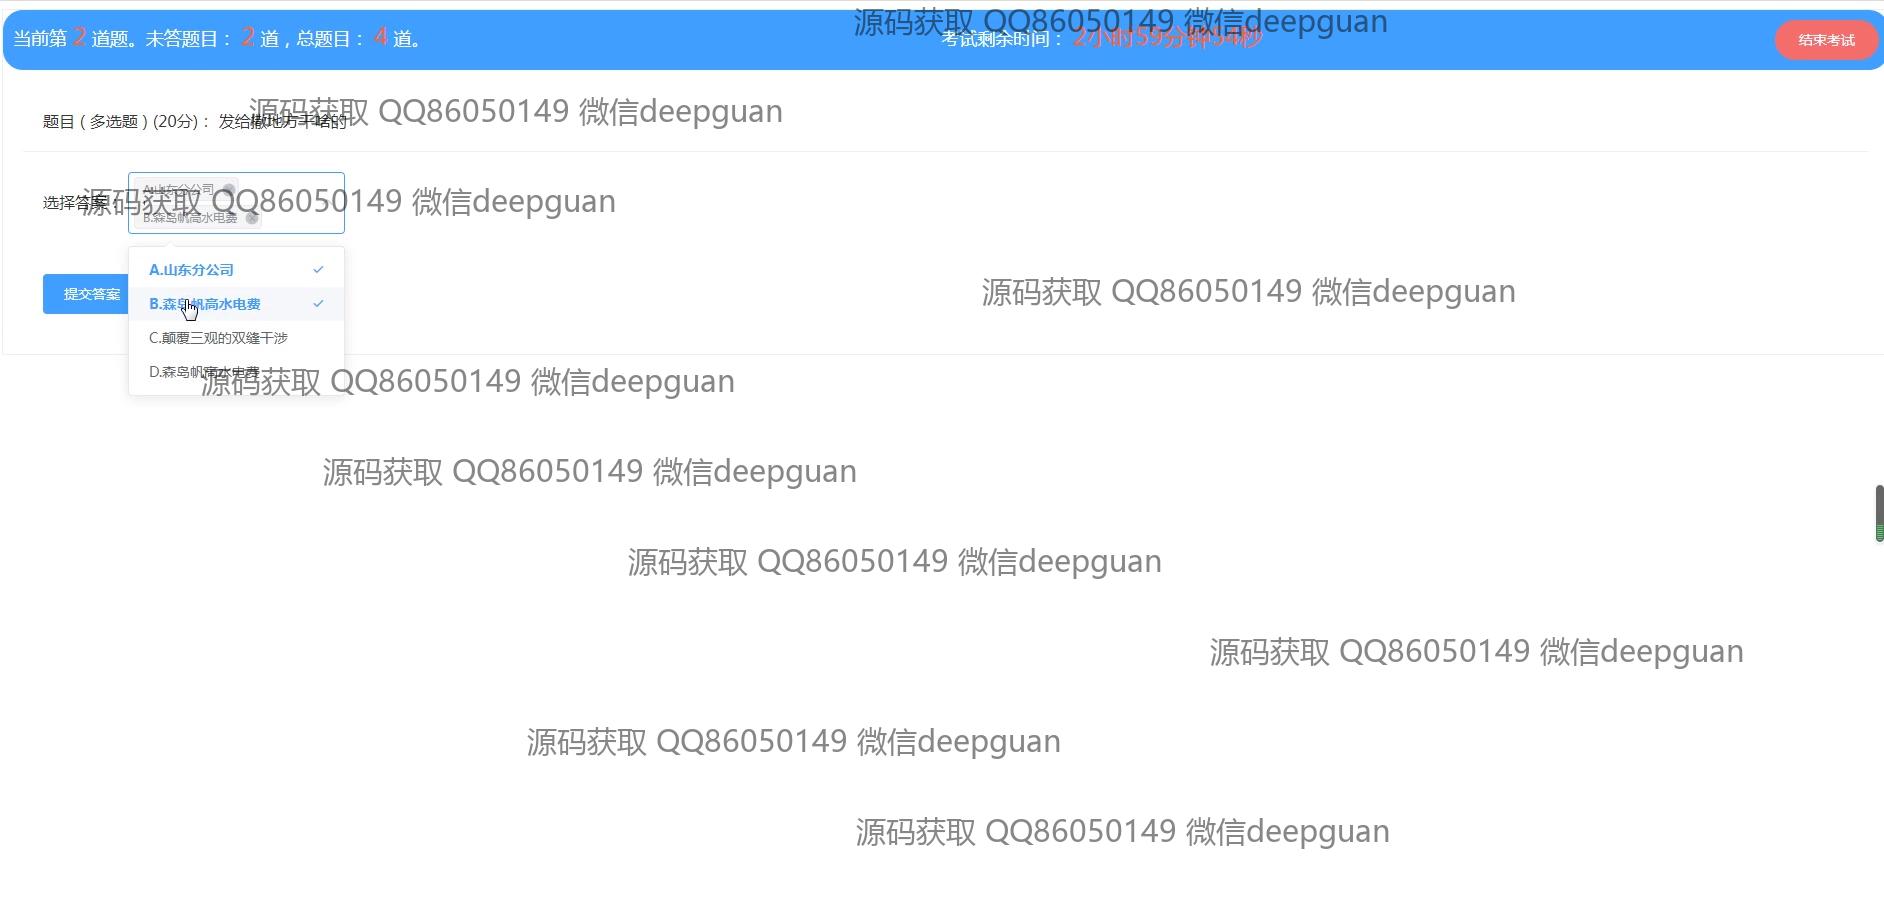 源码获取 QQ86050149 微信deepguan
当前第 2 道题。未答题目： 2 道，总题目： 4 道。
考试剩余时间： 2小时59分钟54秒
结束考试
源码获取 QQ86050149 微信deepguan
题目 ( 多选题 ) (20分)： 发给撒地方干啥的
选择答案：
A.山东分公司
源码获取 QQ86050149 微信deepguan
B.森岛帆高水电费
A.山东分公司
提交答案
源码获取 QQ86050149 微信deepguan
B.森岛帆高水电费
C.颠覆三观的双缝干涉
D.森岛帆高水电费
源码获取 QQ86050149 微信deepguan
源码获取 QQ86050149 微信deepguan
源码获取 QQ86050149 微信deepguan
源码获取 QQ86050149 微信deepguan
源码获取 QQ86050149 微信deepguan
源码获取 QQ86050149 微信deepguan